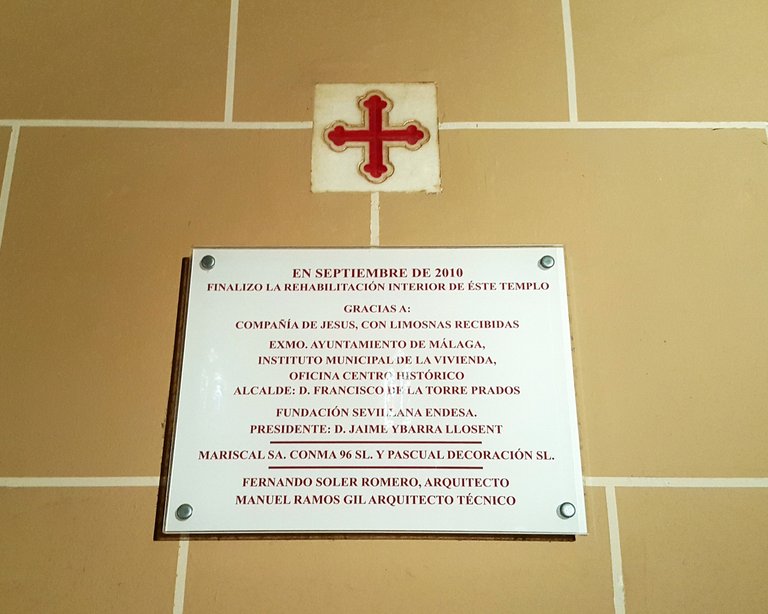 EN SEPTIEMBRE DE 2010
FINALIZO LA REHABILITACIÓN INTERIOR DE ÉSTE TEMPLO
GRACIAS A:
COMPAÑÍA DE JESUS, CON LIMOSNAS RECIBIDAS
EXMO. AYUNTAMIENTO DE MÁLAGA,
INSTITUTO MUNICIPAL DE LA VIVIENDA,
OFICINA CENTRO HISTÓRICO
ALCALDE: D. FRANCISCO DE LA TORRE PRADOS
FUNDACIÓN SEVILLANA ENDESA.
PRESIDENTE: D. JAIME YBARRA LLOSENT
MARISCAL SA. CONMA 96 SL. Y PASCUAL DECORACIÓN SL.
FERNANDO SOLER ROMERO, ARQUITECTO
MANUEL RAMOS GIL ARQUITECTO TÉCNICO